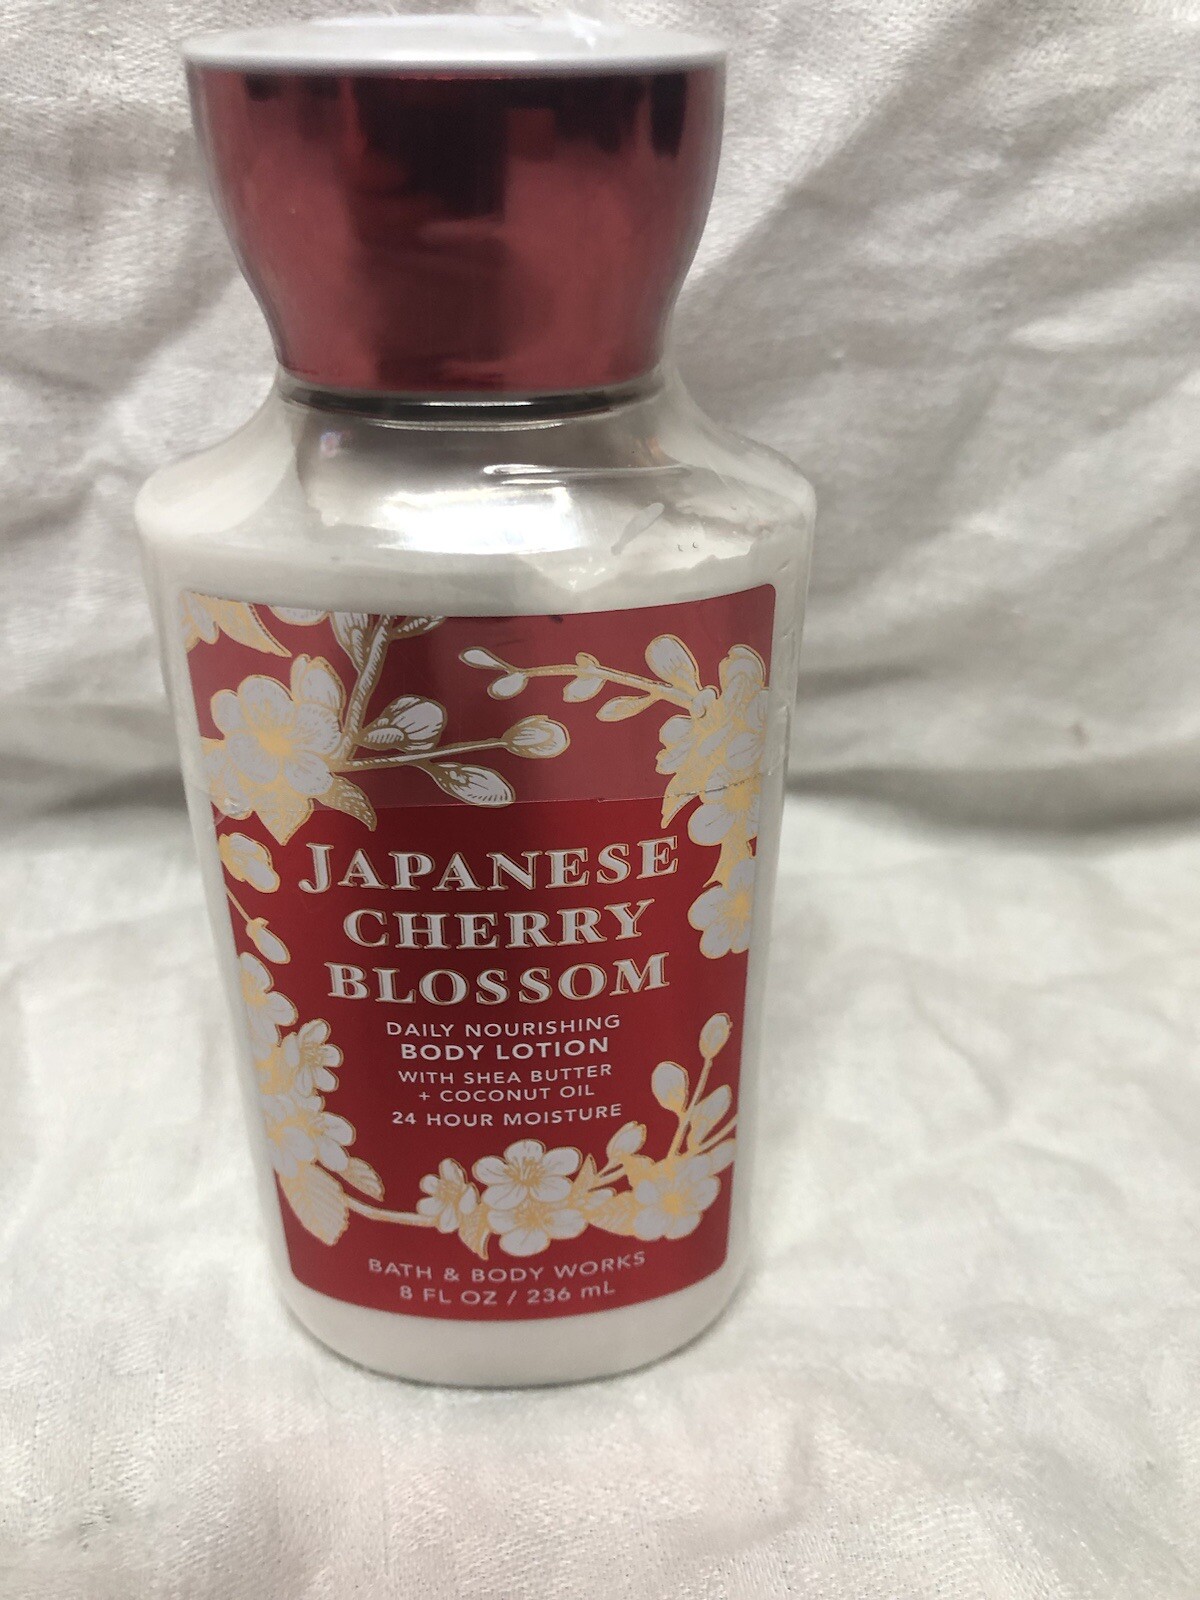 JAPANESE
CHERRY
BLOSSOM
DAILY NOURISHING
BODY LOTION
WITH SHEA BUTTER
+ COCONUT OIL
24 HOUR MOISTURE
BATH & BODY WORKS
8 FL OZ / 236 mL